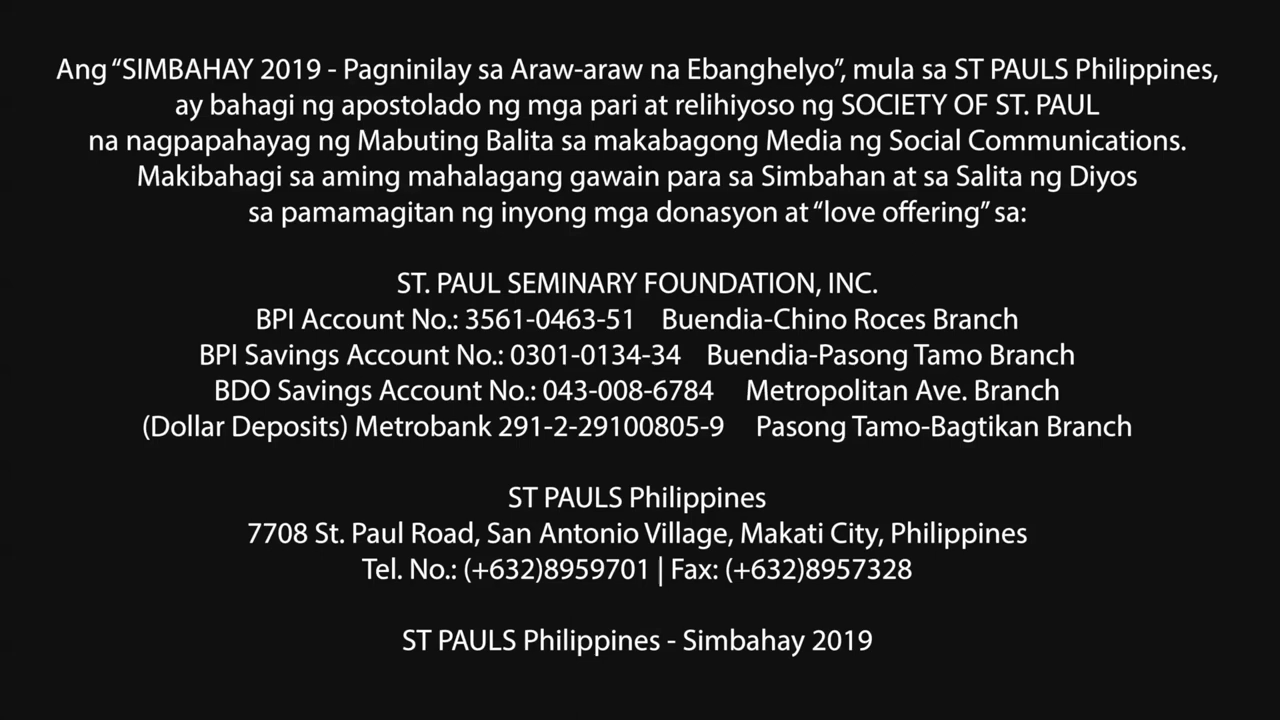 Ang “SIMBAHAY 2019 - Pagninilay sa Araw-araw na Ebanghelyo”, mula sa ST PAULS Philippines,
ay bahagi ng apostolado ng mga pari at relihiyoso ng SOCIETY OF ST. PAUL
na nagpapahayag ng Mabuting Balita sa makabagong Media ng Social Communications.
Makibahagi sa aming mahalagang gawain para sa Simbahan at sa Salita ng Diyos
sa pamamagitan ng inyong mga donasyon at “love offering” sa:
ST. PAUL SEMINARY FOUNDATION, INC.
BPI Account No.: 3561-0463-51 Buendia-Chino Roces Branch
BPI Savings Account No.: 0301-0134-34 Buendia-Pasong Tamo Branch
BDO Savings Account No.: 043-008-6784 Metropolitan Ave. Branch
(Dollar Deposits) Metrobank 291-2-29100805-9 Pasong Tamo-Bagtikan Branch
ST PAULS Philippines
7708 St. Paul Road, San Antonio Village, Makati City, Philippines
Tel. No.: (+632)8959701 | Fax: (+632)8957328
ST PAULS Philippines - Simbahay 2019